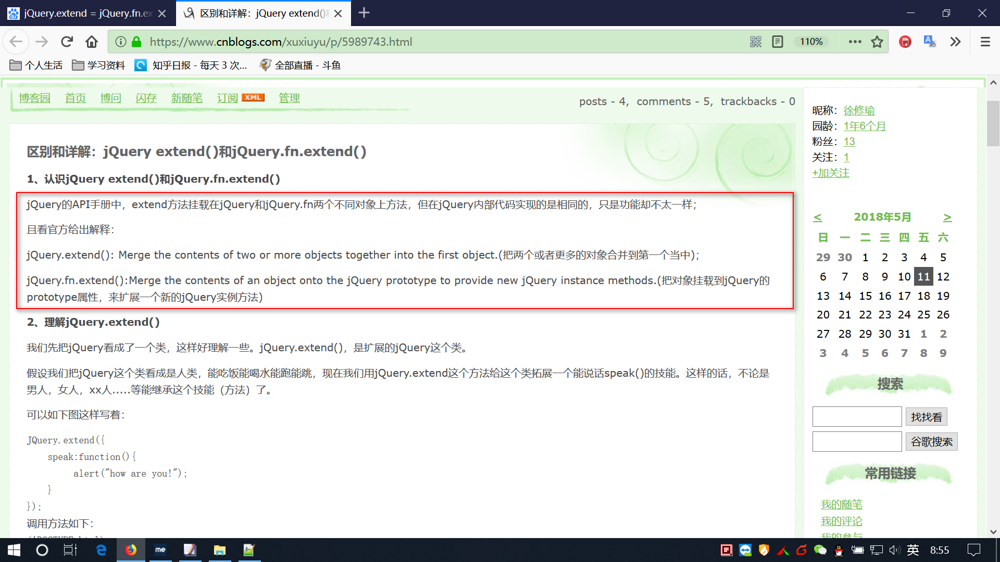 jQuery.extend = jQuery.fn.ex
区别和详解：jQuery extend()和
https://www.cnblogs.com/xuxiuyu/p/5989743.html
110%
个人生活
学习资料
知乎日报 - 每天 3 次...
全部直播 - 斗鱼
博客园 首页 博问 闪存 新随笔 订阅 XML 管理
posts - 4, comments - 5, trackbacks - 0
区别和详解：jQuery extend()和jQuery.fn.extend()
1、认识jQuery extend()和jQuery.fn.extend()
jQuery的API手册中，extend方法挂载在jQuery和jQuery.fn两个不同对象上方法，但在jQuery内部代码实现的是相同的，只是功能却不太一样；
且看官方给出解释：
jQuery.extend(): Merge the contents of two or more objects together into the first object.(把两个或者更多的对象合并到第一个当中)；
jQuery.fn.extend():Merge the contents of an object onto the jQuery prototype to provide new jQuery instance methods.(把对象挂载到jQuery的
prototype属性，来扩展一个新的jQuery实例方法)
2、理解jQuery.extend()
我们先把jQuery看成了一个类，这样好理解一些。jQuery.extend()，是扩展的jQuery这个类。
假设我们把jQuery这个类看成是人类，能吃饭能喝水能跑能跳，现在我们用jQuery.extend这个方法给这个类拓展一个能说话speak()的技能。这样的话，不论是
男人，女人，xx人.....等能继承这个技能（方法）了。
可以如下图这样写着：
JQuery.extend({
speak:function(){
alert("how are you!");
}
});
调用方法如下：
昵称：徐修瑜
园龄：1年6个月
粉丝：13
关注：1
+加关注
< 2018年5月 >
日 一 二 三 四 五 六
29 30 1 2 3 4 5
6 7 8 9 10 11 12
13 14 15 16 17 18 19
20 21 22 23 24 25 26
27 28 29 30 31 1 2
3 4 5 6 7 8 9
搜索
找找看
谷歌搜索
常用链接
我的随笔
我的评论
我的参与
me
英
8:55